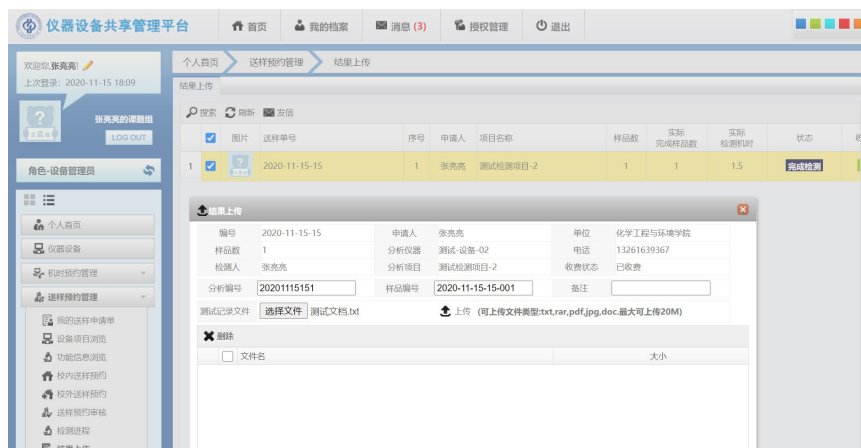 仪器设备共享管理平台
首页 我的档案 消息 (3) 授权管理 退出
欢迎您,张亮亮!
上次登录: 2020-11-15 18:09
张亮亮的课题组
LOG OUT
角色-设备管理员
个人首页
仪器设备
机时预约管理
送样预约管理
我的送样申请单
设备项目浏览
功能信息浏览
校内送样预约
校外送样预约
送样预约审核
检测进程
结果上传
个人首页 送样预约管理 结果上传
结果上传
搜索 刷新 发信
图片 送样单号 序号 申请人 项目名称 样品数 实际完成样品数 实际检测机时 状态
1 2020-11-15-15 1 张亮亮 测试检测项目-2 1 1 1.5 完成检测
结果上传
编号 2020-11-15-15 申请人 张亮亮 单位 化学工程与环境学院
样品数 1 分析仪器 测试-设备-02 电话 13261639367
检测人 张亮亮 分析项目 测试检测项目-2 收费状态 已收费
分析编号 20201115151 样品编号 2020-11-15-15-001 备注
测试记录文件 选择文件 测试文档.txt 上传 (可上传文件类型:txt,rar,pdf,jpg,doc.最大可上传20M)
删除
文件名 大小